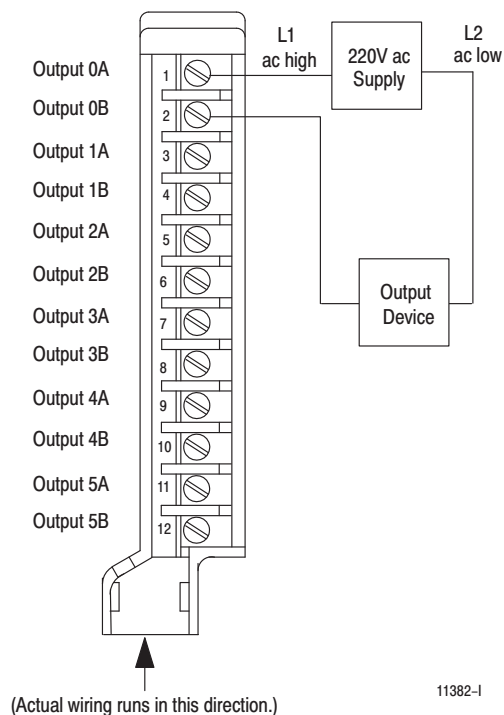 L1
ac high
220V ac
Supply
L2
ac low
Output 0A
1
Output 0B
2
Output 1A
3
Output 1B
4
Output 2A
5
Output 2B
6
Output 3A
7
Output 3B
8
Output 4A
9
Output 4B
10
Output 5A
11
Output 5B
12
Output
Device
(Actual wiring runs in this direction.)
11382–I